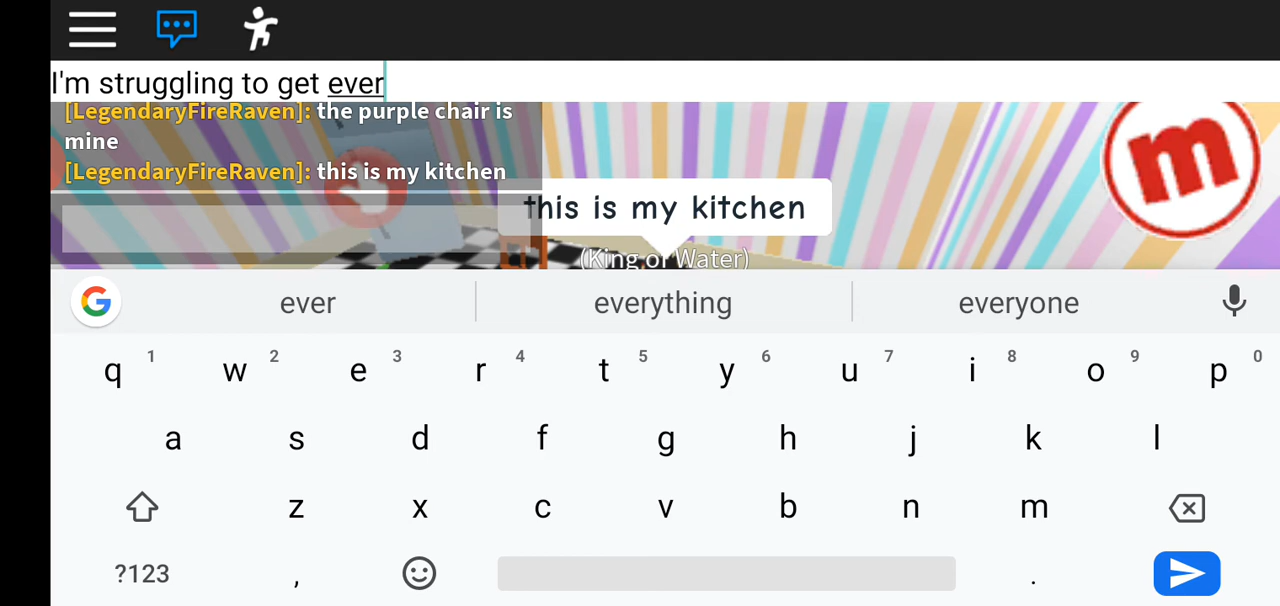 I'm struggling to get ever
[LegendaryFireRaven]: the purple chair is
mine
[LegendaryFireRaven]: this is my kitchen
this is my kitchen
(King of Water)
m
G
ever everything everyone
q 1 w 2 e 3 r 4 t 5 y 6 u 7 i 8 o 9 p 0
a s d f g h j k l
z x c v b n m
?123 , .